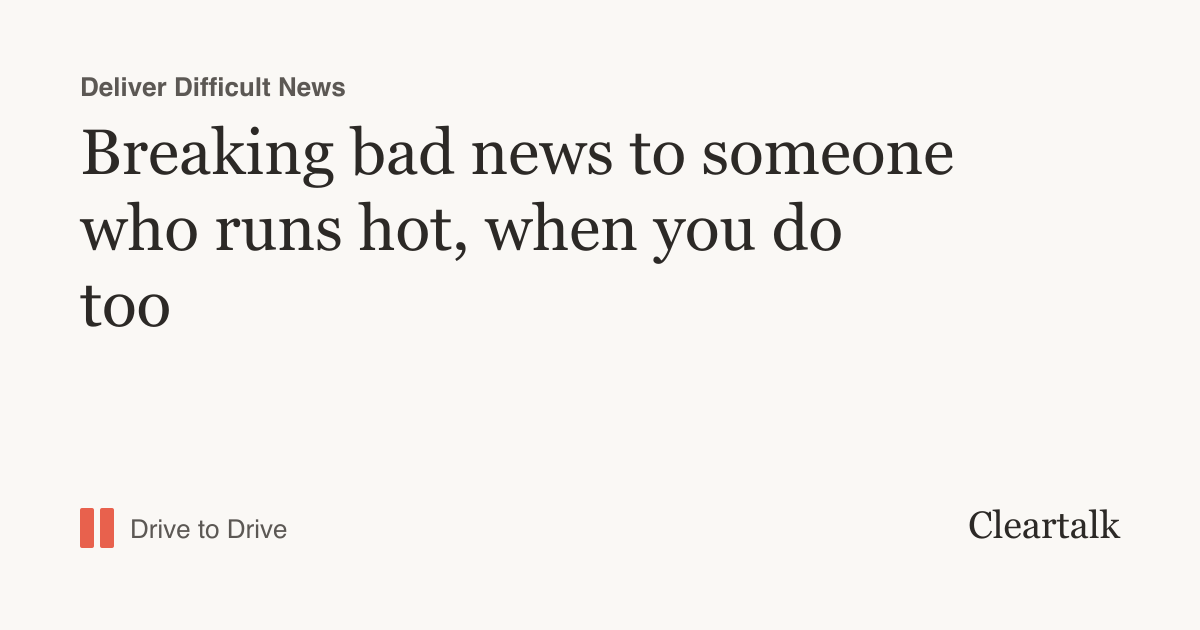 Deliver Difficult News
Breaking bad news to someone
who runs hot, when you do
too
Drive to Drive
Cleartalk